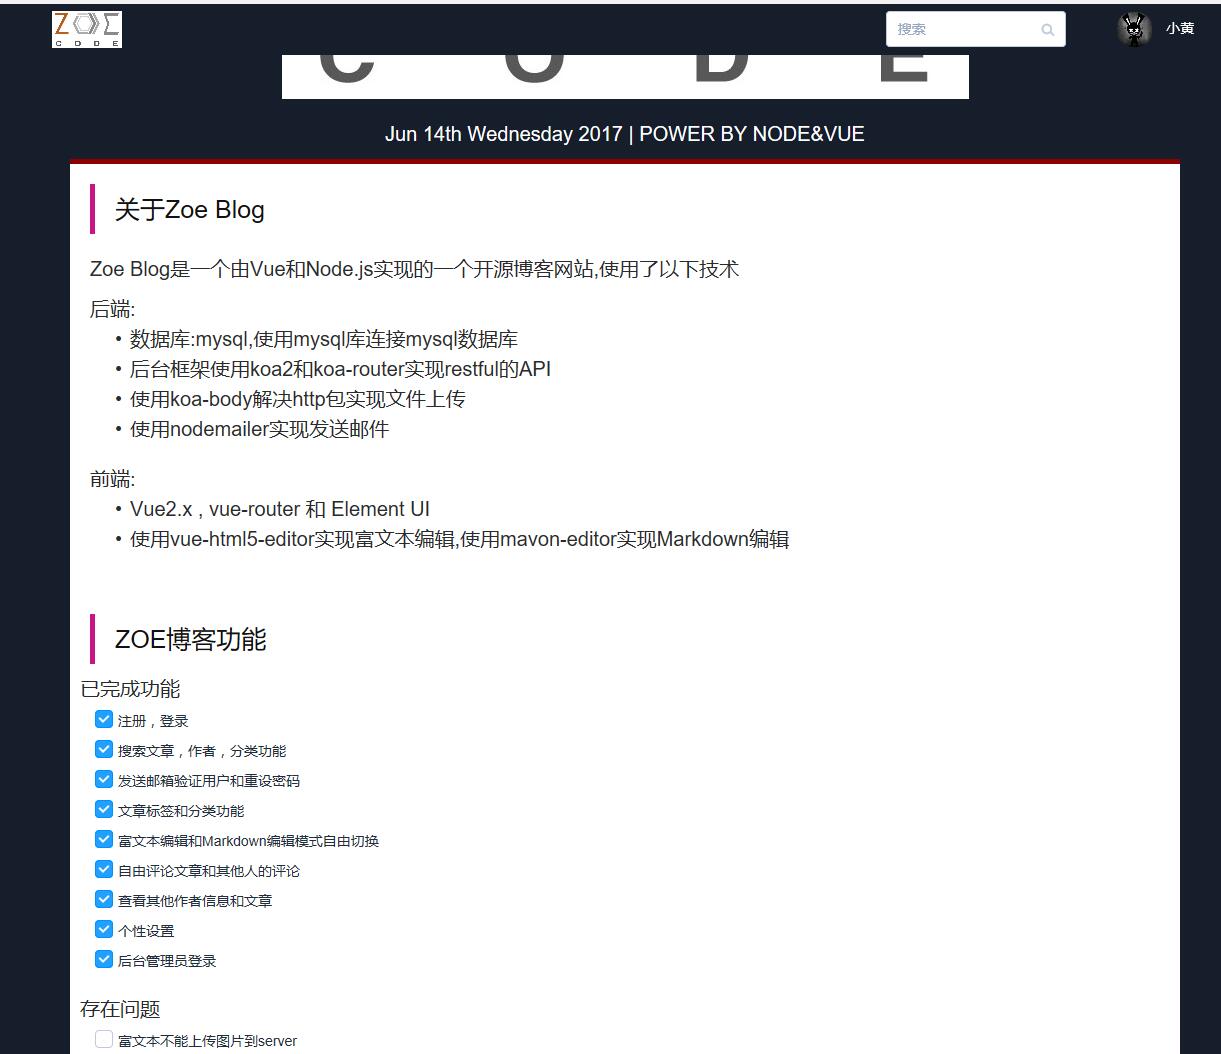 ZOE
CODE
搜索
小黄
CODE
Jun 14th Wednesday 2017 | POWER BY NODE&VUE
关于Zoe Blog
Zoe Blog是一个由Vue和Node.js实现的一个开源博客网站,使用了以下技术
后端:
• 数据库:mysql,使用mysql库连接mysql数据库
• 后台框架使用koa2和koa-router实现restful的API
• 使用koa-body解决http包实现文件上传
• 使用nodemailer实现发送邮件
前端:
• Vue2.x , vue-router 和 Element UI
• 使用vue-html5-editor实现富文本编辑,使用mavon-editor实现Markdown编辑
ZOE博客功能
已完成功能
注册，登录
搜索文章，作者，分类功能
发送邮箱验证用户和重设密码
文章标签和分类功能
富文本编辑和Markdown编辑模式自由切换
自由评论文章和其他人的评论
查看其他作者信息和文章
个性设置
后台管理员登录
存在问题
富文本不能上传图片到server